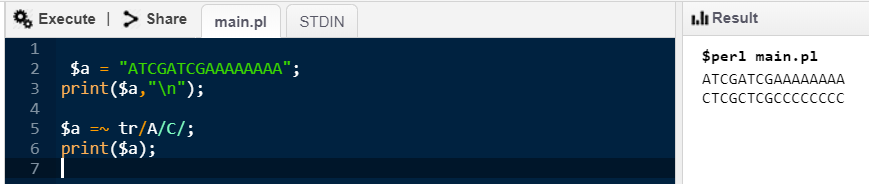 Execute | Share main.pl STDIN Result
1
2 $a = "ATCGATCGAAAAAAAA";
3 print($a,"\n");
4
5 $a =~ tr/A/C/;
6 print($a);
7
$perl main.pl
ATCGATCGAAAAAAAA
CTCGCTCGCCCCCCCC